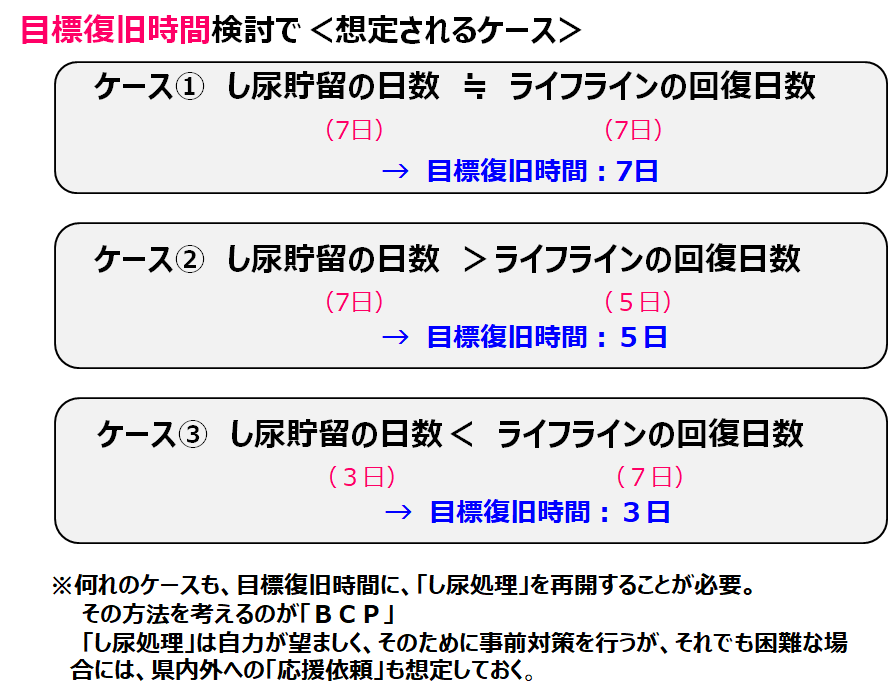 目標復旧時間検討で ＜想定されるケース＞
ケース① し尿貯留の日数 ≒ ライフラインの回復日数
（7日） （7日）
→ 目標復旧時間：7日
ケース② し尿貯留の日数 ＞ライフラインの回復日数
（7日） （５日）
→ 目標復旧時間：５日
ケース③ し尿貯留の日数＜ ライフラインの回復日数
（３日） （７日）
→ 目標復旧時間：３日
※何れのケースも、目標復旧時間に、「し尿処理」を再開することが必要。
その方法を考えるのが「ＢＣＰ」
「し尿処理」は自力が望ましく、そのために事前対策を行うが、それでも困難な場
合には、県内外への「応援依頼」も想定しておく。